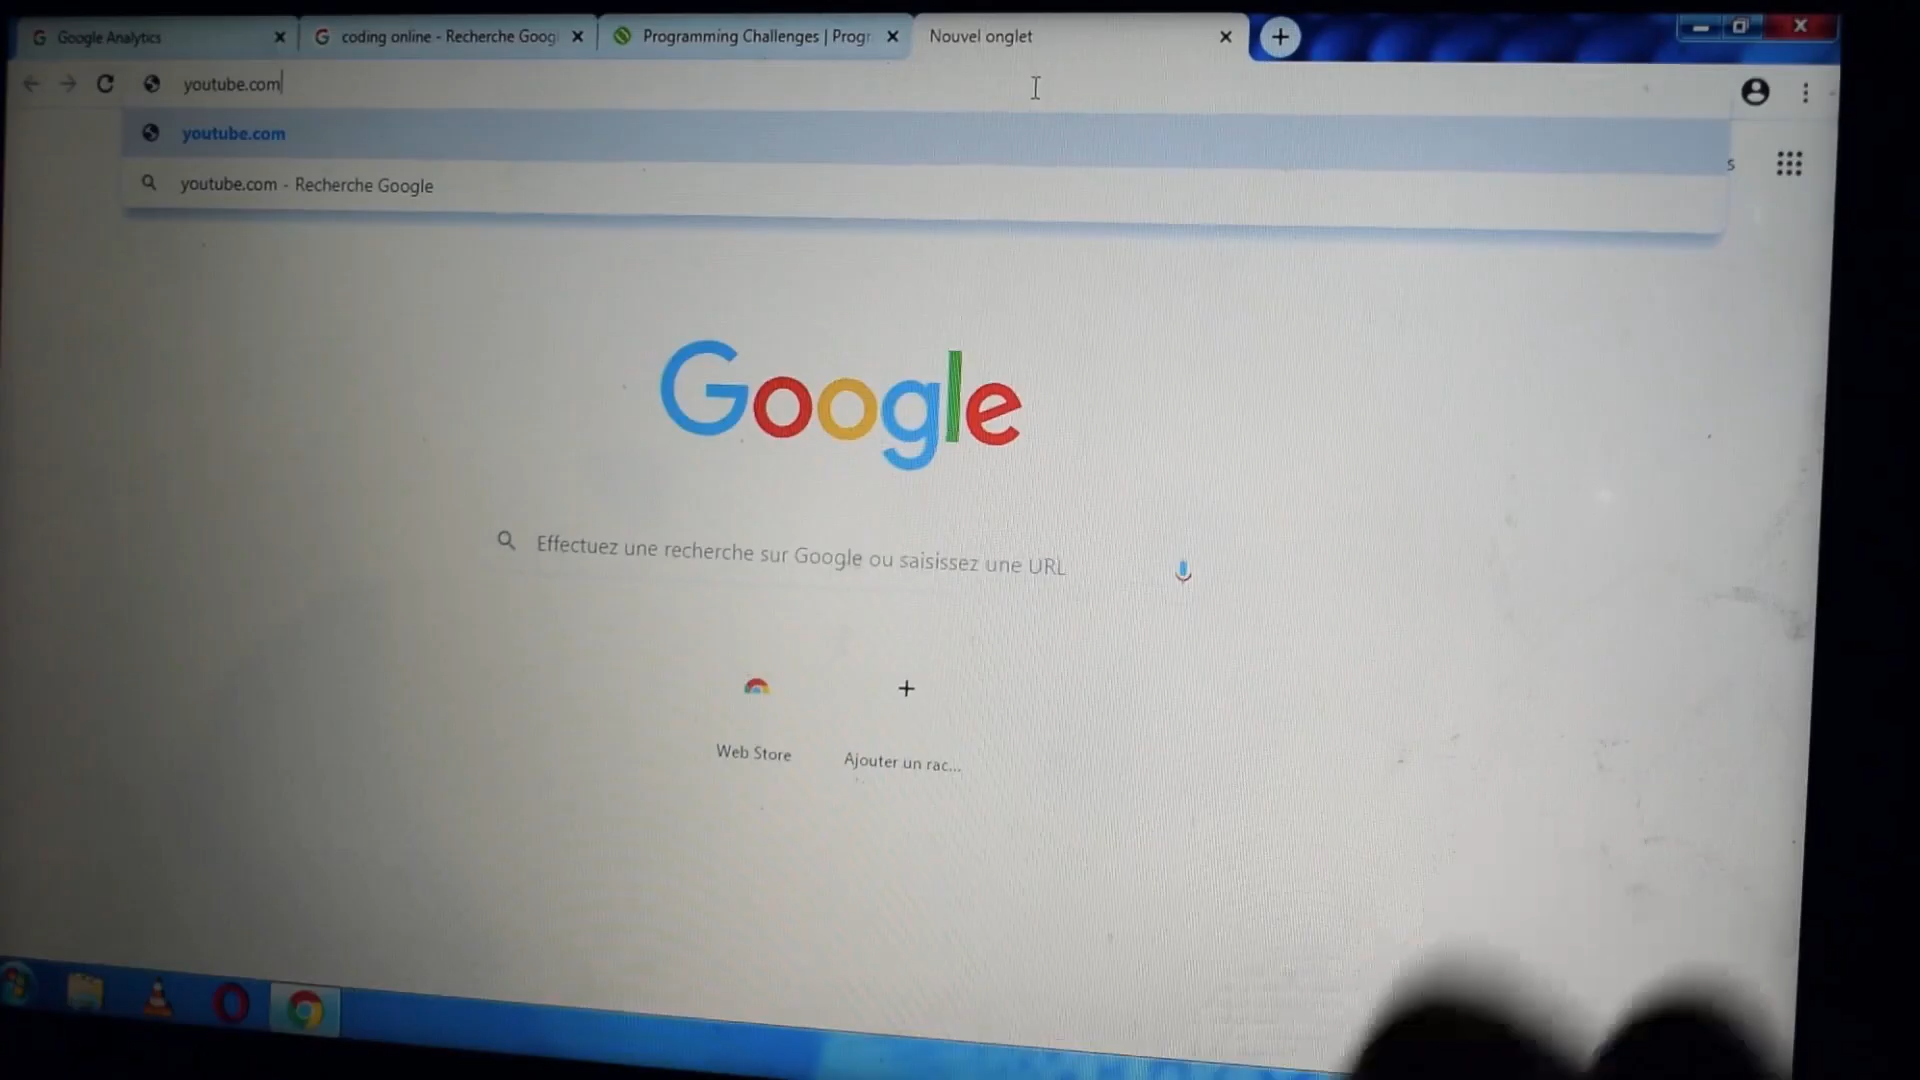 Google Analytics
coding online - Recherche Goog
Programming Challenges | Progr
Nouvel onglet
youtube.com
youtube.com
youtube.com - Recherche Google
s
Google
Effectuez une recherche sur Google ou saisissez une URL
Web Store
Ajouter un rac...